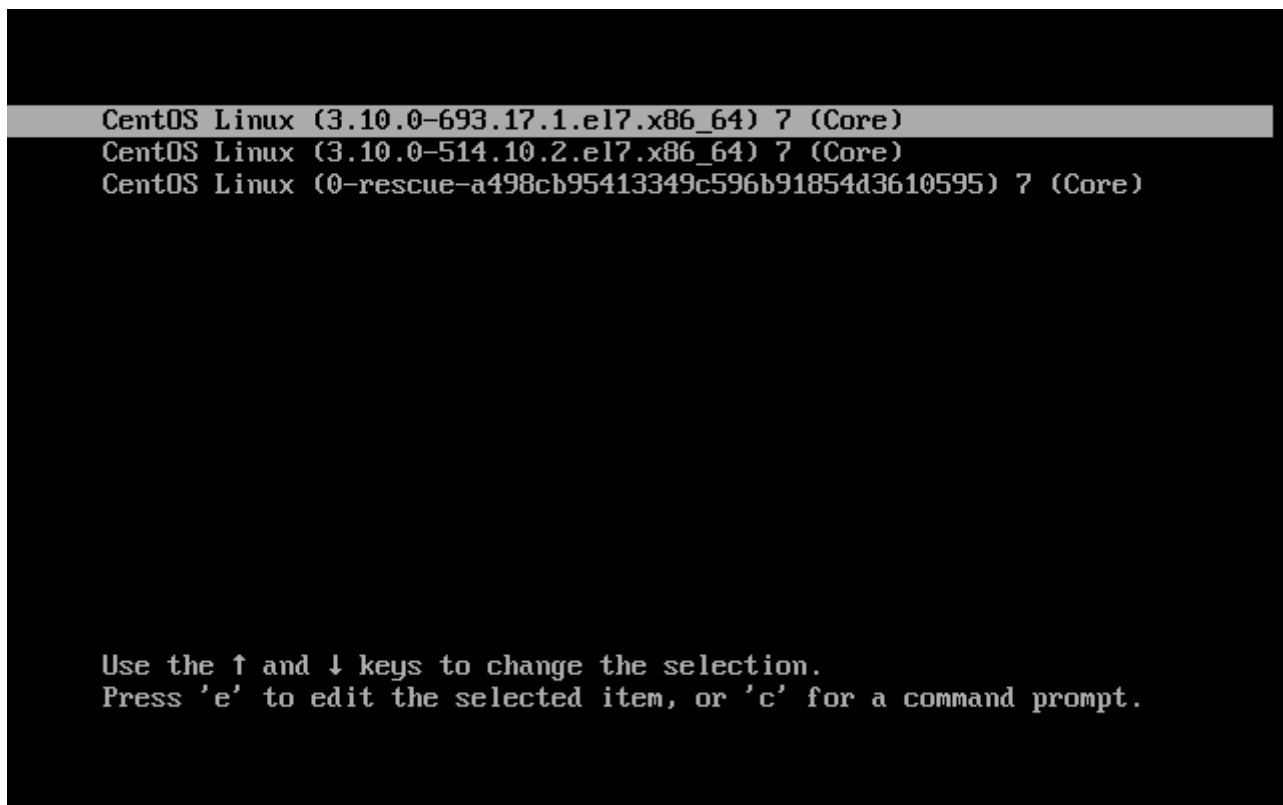 CentOS Linux (3.10.0-693.17.1.el7.x86_64) 7 (Core)
CentOS Linux (3.10.0-514.10.2.el7.x86_64) 7 (Core)
CentOS Linux (0-rescue-a498cb95413349c596b91854d3610595) 7 (Core)
Use the ↑ and ↓ keys to change the selection.
Press 'e' to edit the selected item, or 'c' for a command prompt.